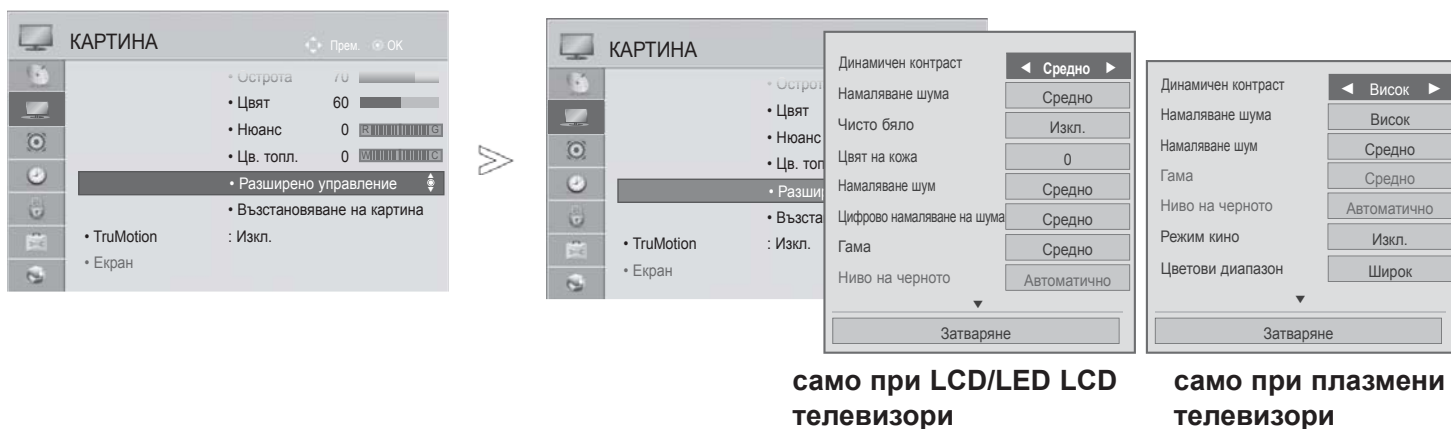 КАРТИНА
Прем. OK
• Острота 70
• Цвят 60
• Нюанс 0 R G
• Цв. топл. 0 W C
• Разширено управление
• Възстановяване на картина
• TruMotion : Изкл.
• Екран
КАРТИНА
• Острот
• Цвят
• Нюанс
• Цв. топ
• Разшир
• Възста
• TruMotion : Изкл.
• Екран
Динамичен контраст ◄ Средно ►
Намаляване шума Средно
Чисто бяло Изкл.
Цвят на кожа 0
Намаляване шум Средно
Цифрово намаляване на шума Средно
Гама Средно
Ниво на черното Автоматично
▼
Затваряне
Динамичен контраст ◄ Висок ►
Намаляване шума Висок
Намаляване шум Средно
Гама Средно
Ниво на черното Автоматично
Режим кино Изкл.
Цветови диапазон Широк
▼
Затваряне
само при LCD/LED LCD
телевизори
само при плазмени
телевизори